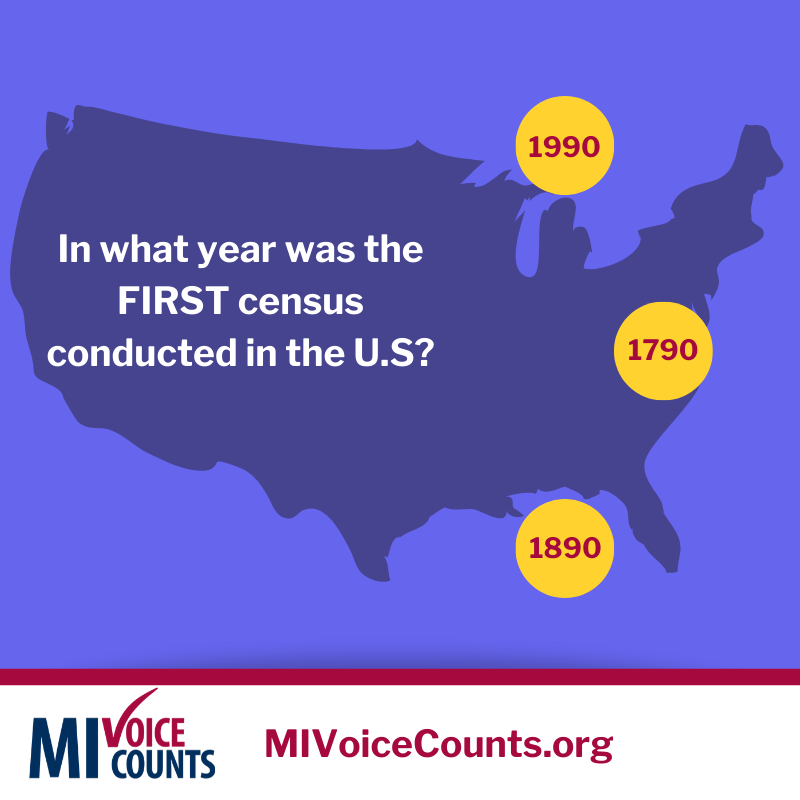 1990
In what year was the
FIRST census
conducted in the U.S?
1790
1890
MI VOICE
COUNTS
MIVoiceCounts.org